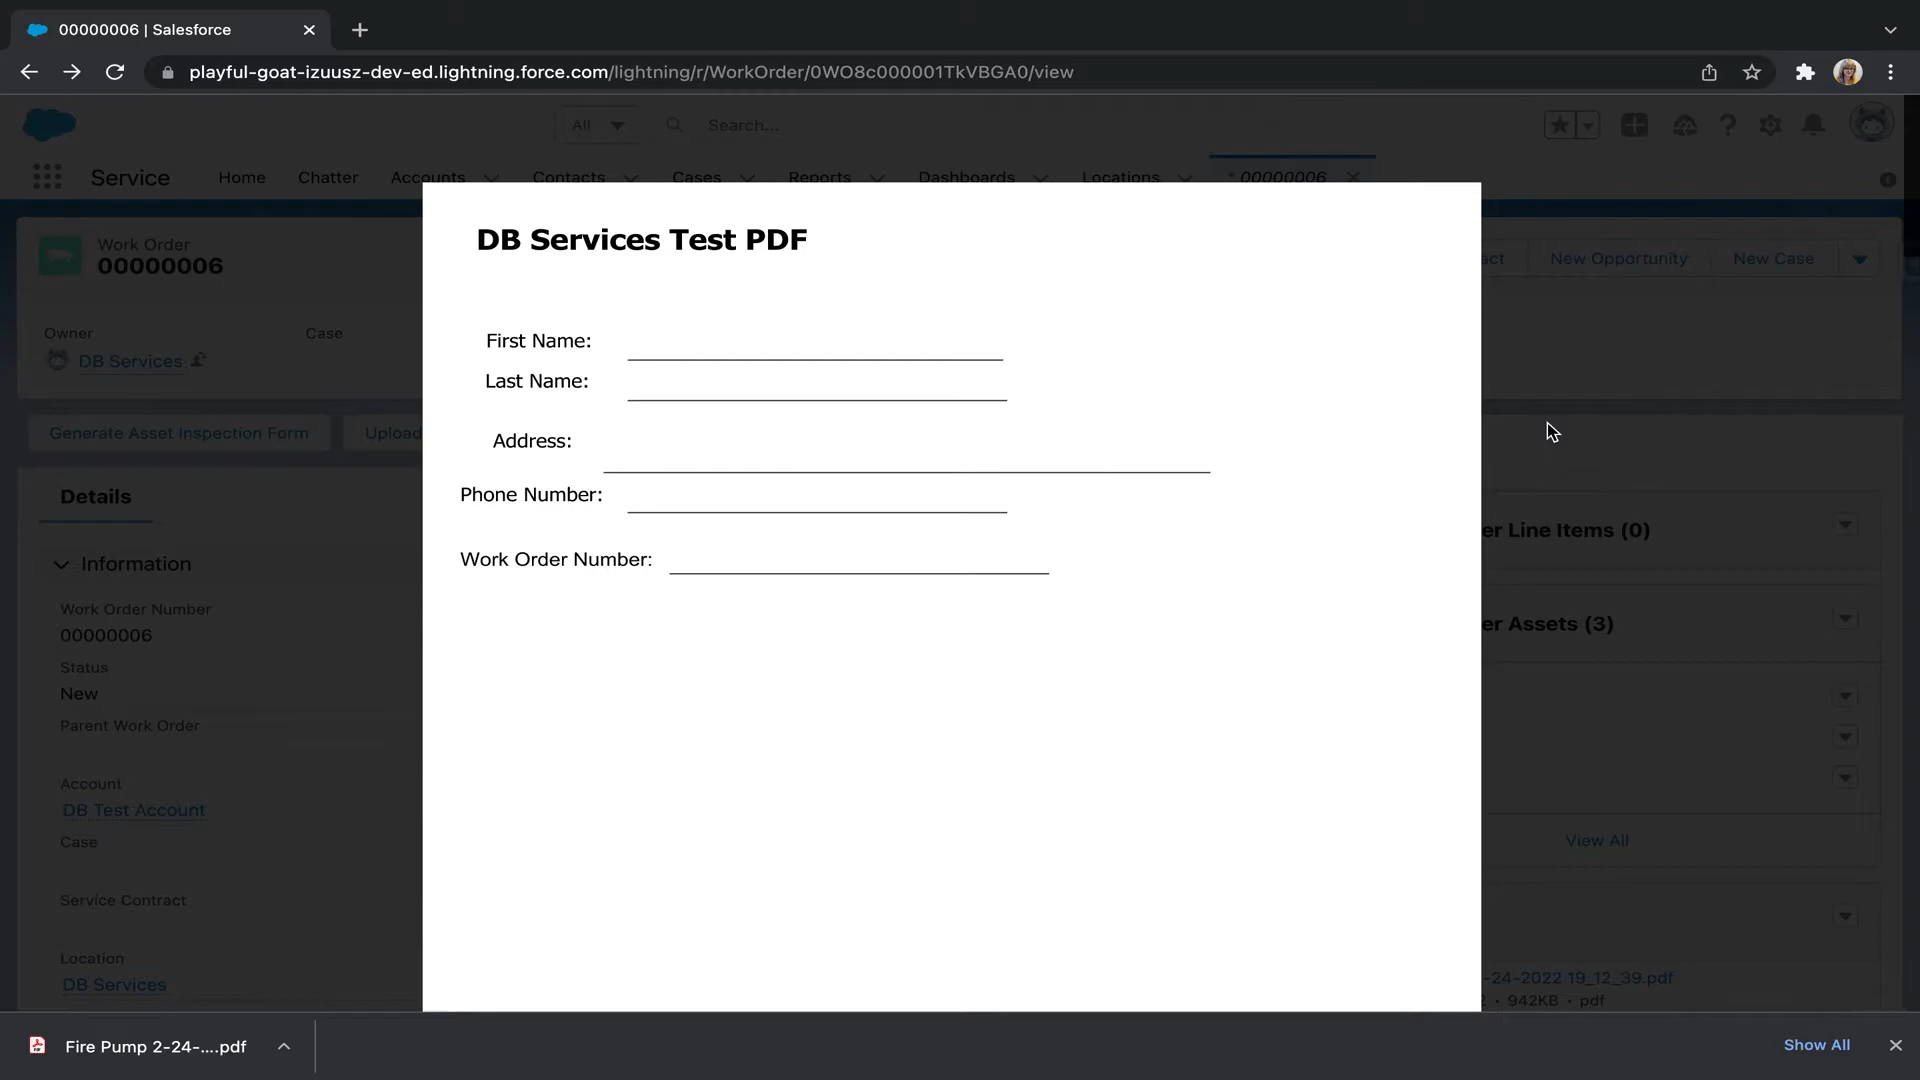 00000006 | Salesforce
playful-goat-izuusz-dev-ed.lightning.force.com/lightning/r/WorkOrder/0WO8c000001TkVBGA0/view
All Search...
Service Home Chatter Accounts Contacts Cases Reports Dashboards Locations * 00000006
Work Order
00000006
act New Opportunity New Case
Owner Case
DB Services
Generate Asset Inspection Form Upload
Details
Information
Work Order Number
00000006
Status
New
Parent Work Order
Account
DB Test Account
Case
Service Contract
Location
DB Services
DB Services Test PDF
First Name:
Last Name:
Address:
Phone Number:
Work Order Number:
er Line Items (0)
er Assets (3)
View All
-24-2022 19_12_39.pdf
2 • 942KB • pdf
Fire Pump 2-24-....pdf
Show All